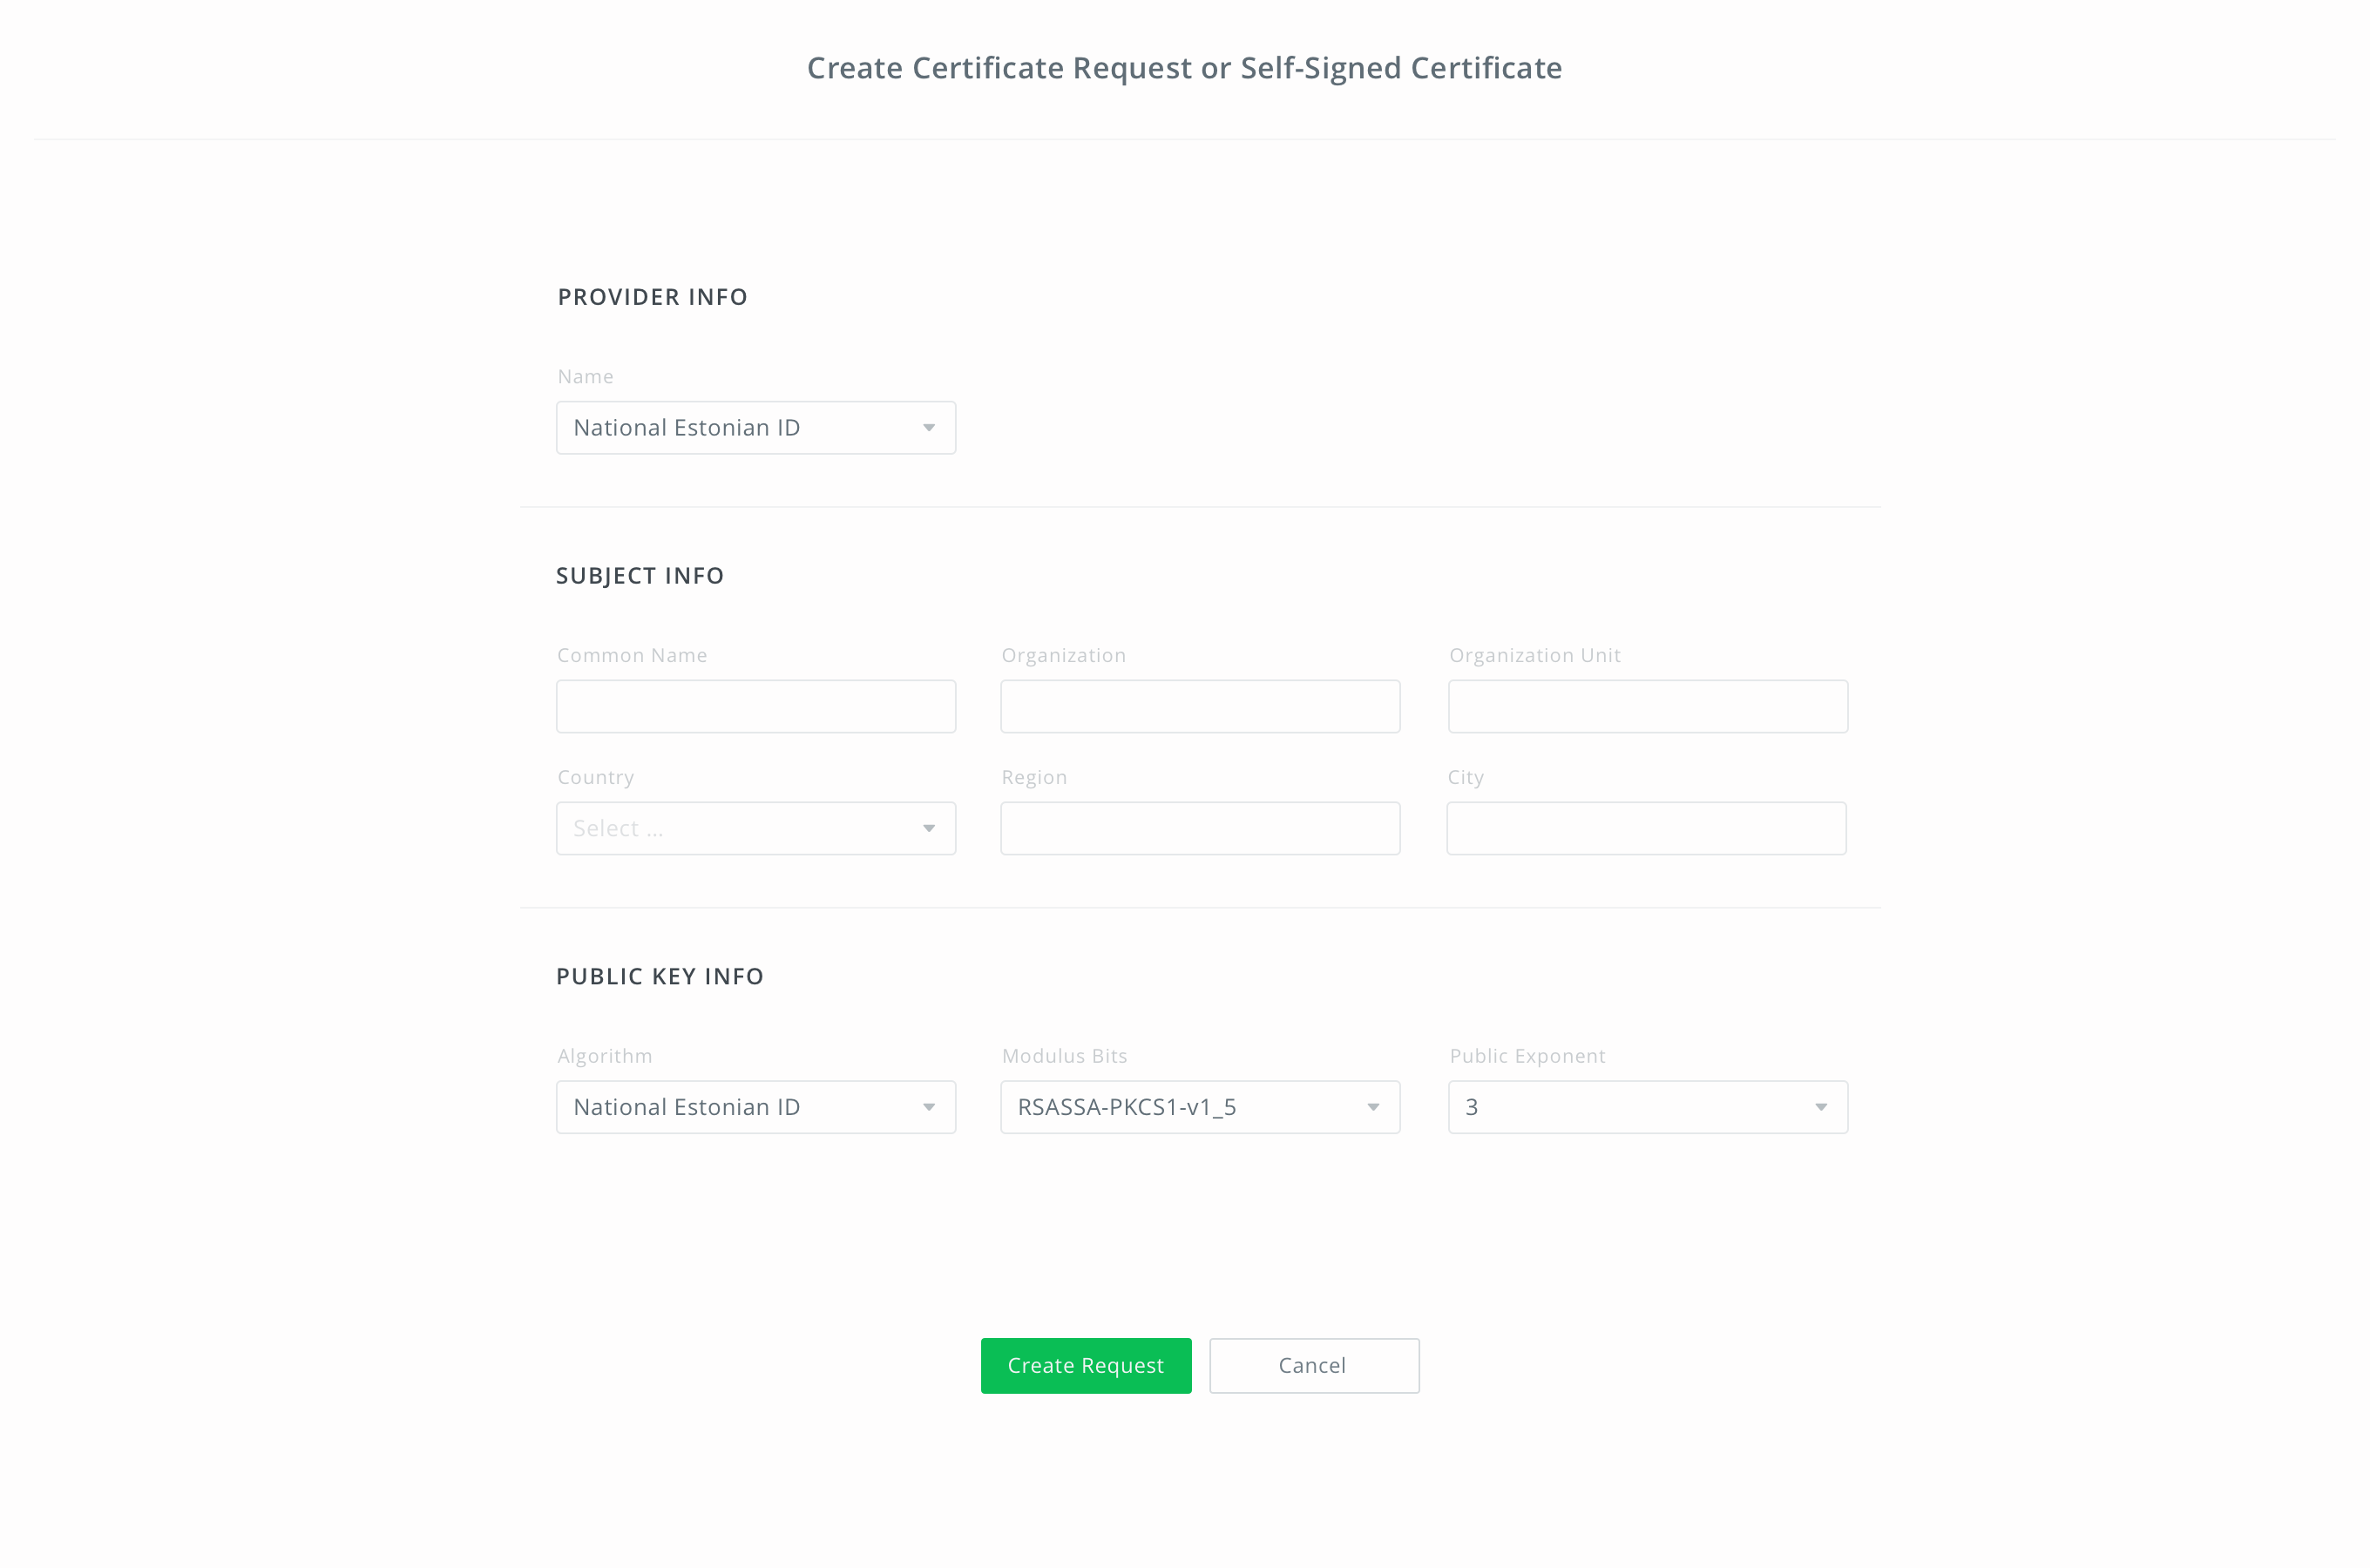 Create Certificate Request or Self-Signed Certificate
PROVIDER INFO
Name
National Estonian ID
SUBJECT INFO
Common Name Organization Organization Unit
Country Region City
Select ...
PUBLIC KEY INFO
Algorithm Modulus Bits Public Exponent
National Estonian ID RSASSA-PKCS1-v1_5 3
Create Request Cancel